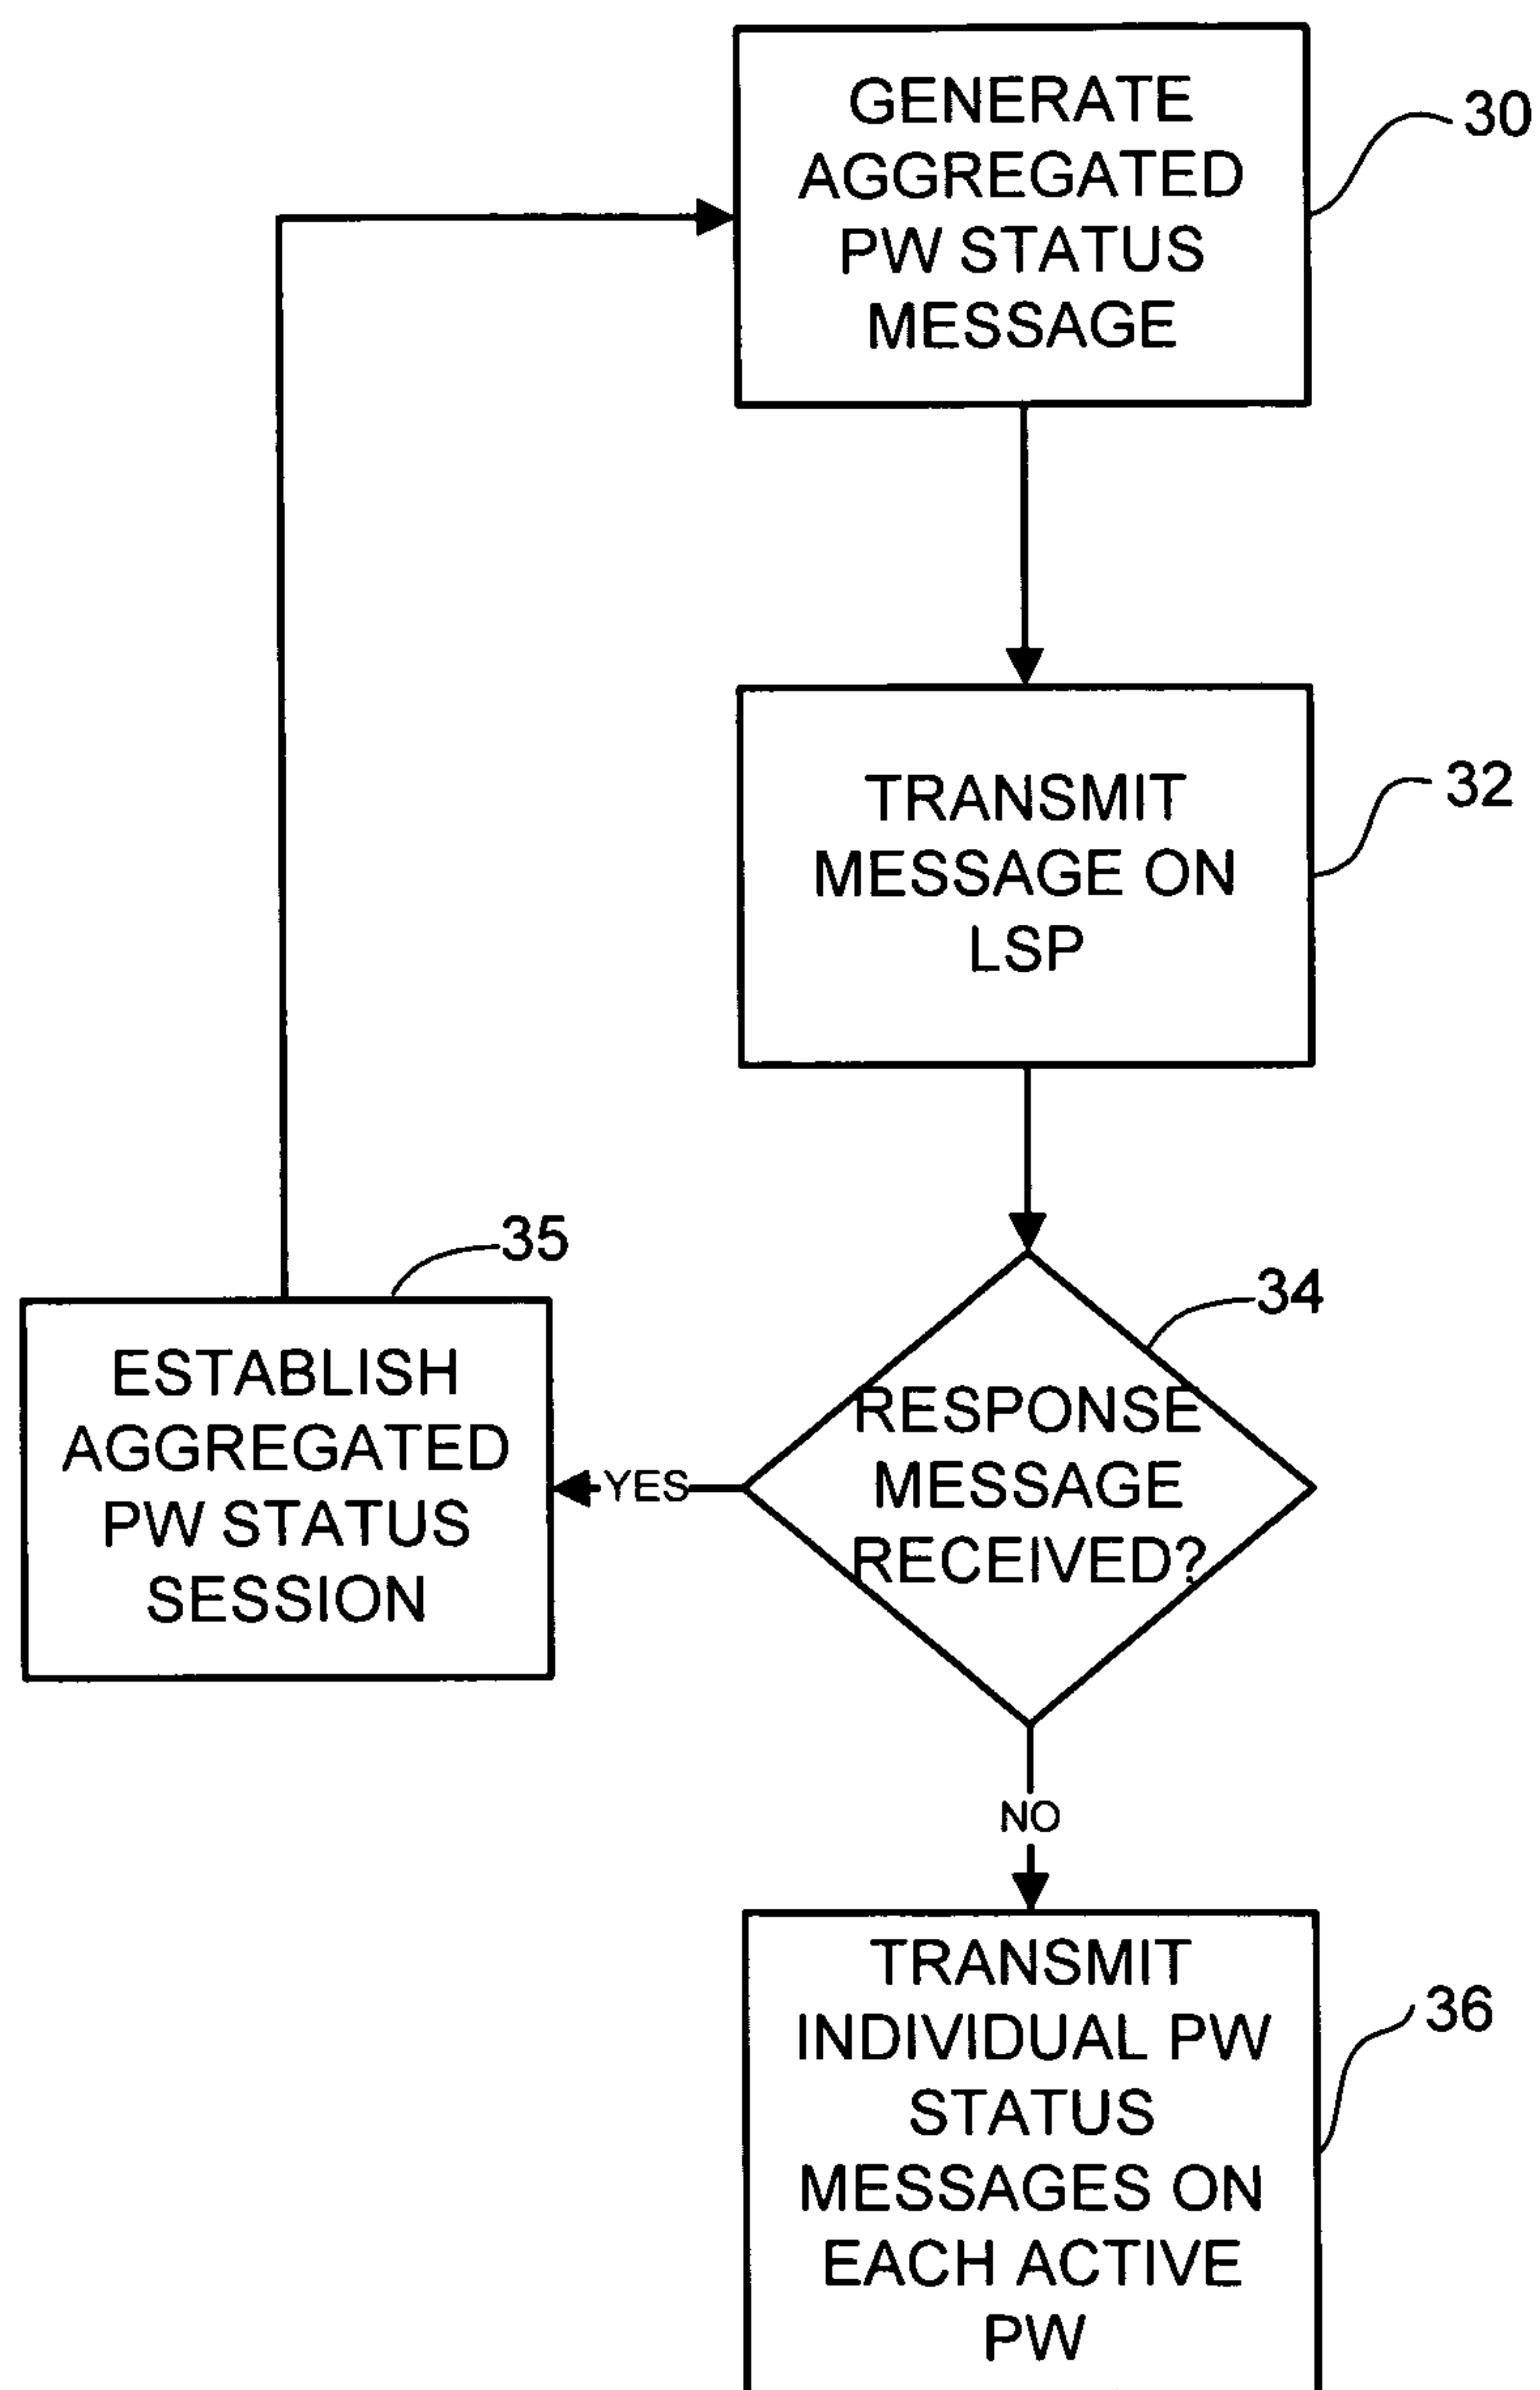 GENERATE
AGGREGATED
PW STATUS
MESSAGE
30
TRANSMIT
MESSAGE ON
LSP
32
35
ESTABLISH
AGGREGATED
PW STATUS
SESSION
34
RESPONSE
MESSAGE
RECEIVED?
YES
NO
TRANSMIT
INDIVIDUAL PW
STATUS
MESSAGES ON
EACH ACTIVE
PW
36